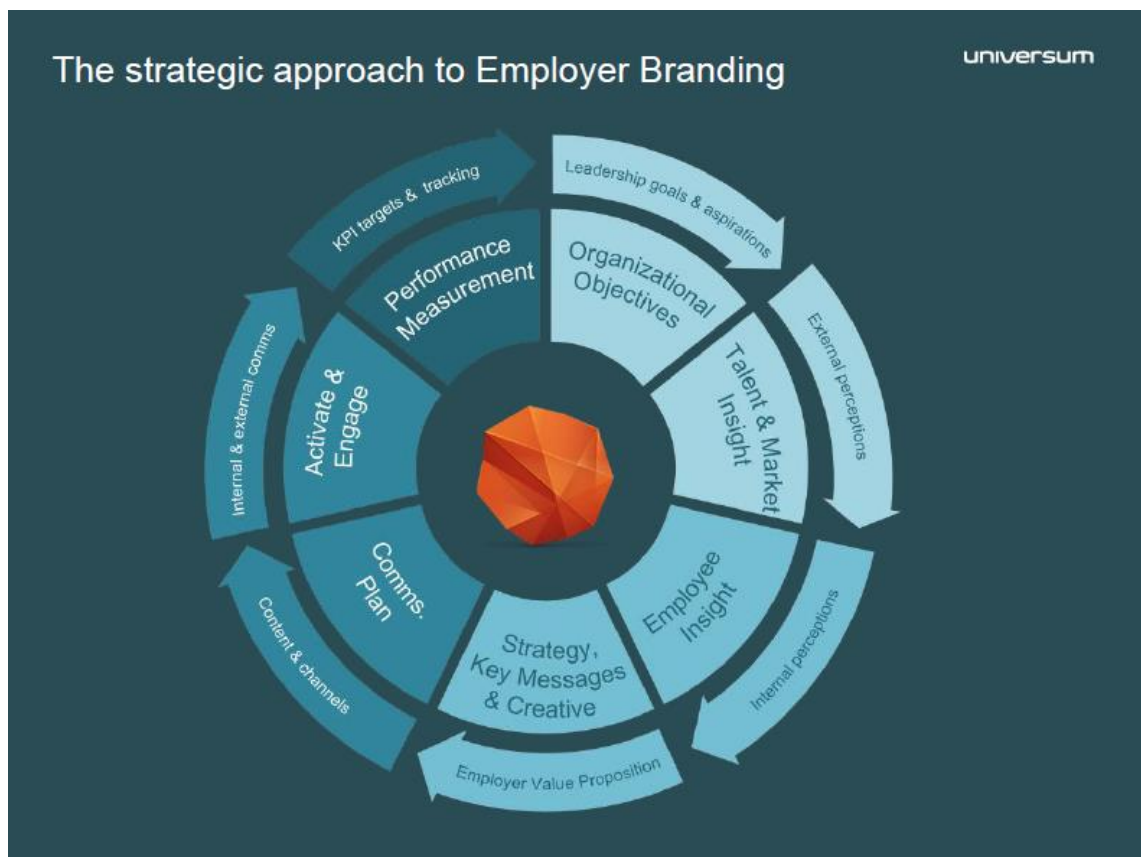 The strategic approach to Employer Branding
universum
Leadership goals & aspirations
Organizational
Objectives
External perceptions
Talent & Market
Insight
Internal perceptions
Employee
Insight
Employer Value Proposition
Strategy,
Key Messages
& Creative
Content & channels
Comms.
Plan
Internal & external comms
Activate &
Engage
KPI targets & tracking
Performance
Measurement